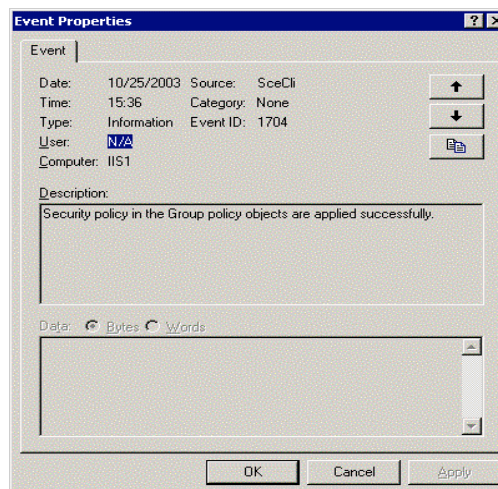 Event Properties
Event
Date: 10/25/2003 Source: SceCli
Time: 15:36 Category: None
Type: Information Event ID: 1704
User: N/A
Computer: IIS1
Description:
Security policy in the Group policy objects are applied successfully.
Data: Bytes Words
OK Cancel Apply